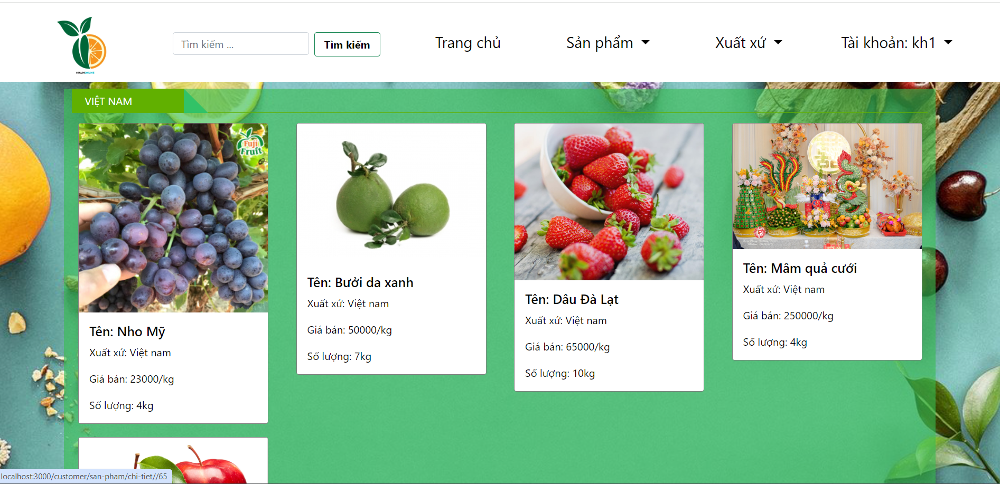 NHAINONLINE
Tìm kiếm ...
Tìm kiếm
Trang chủ
Sản phẩm
Xuất xứ
Tài khoản: kh1
VIỆT NAM
Fuji
Fruit
Tên: Nho Mỹ
Xuất xứ: Việt nam
Giá bán: 23000/kg
Số lượng: 4kg
Tên: Bưởi da xanh
Xuất xứ: Việt nam
Giá bán: 50000/kg
Số lượng: 7kg
Tên: Dâu Đà Lạt
Xuất xứ: Việt nam
Giá bán: 65000/kg
Số lượng: 10kg
Tên: Mâm quả cưới
Xuất xứ: Việt nam
Giá bán: 250000/kg
Số lượng: 4kg
localhost:3000/customer/san-pham/chi-tiet//65